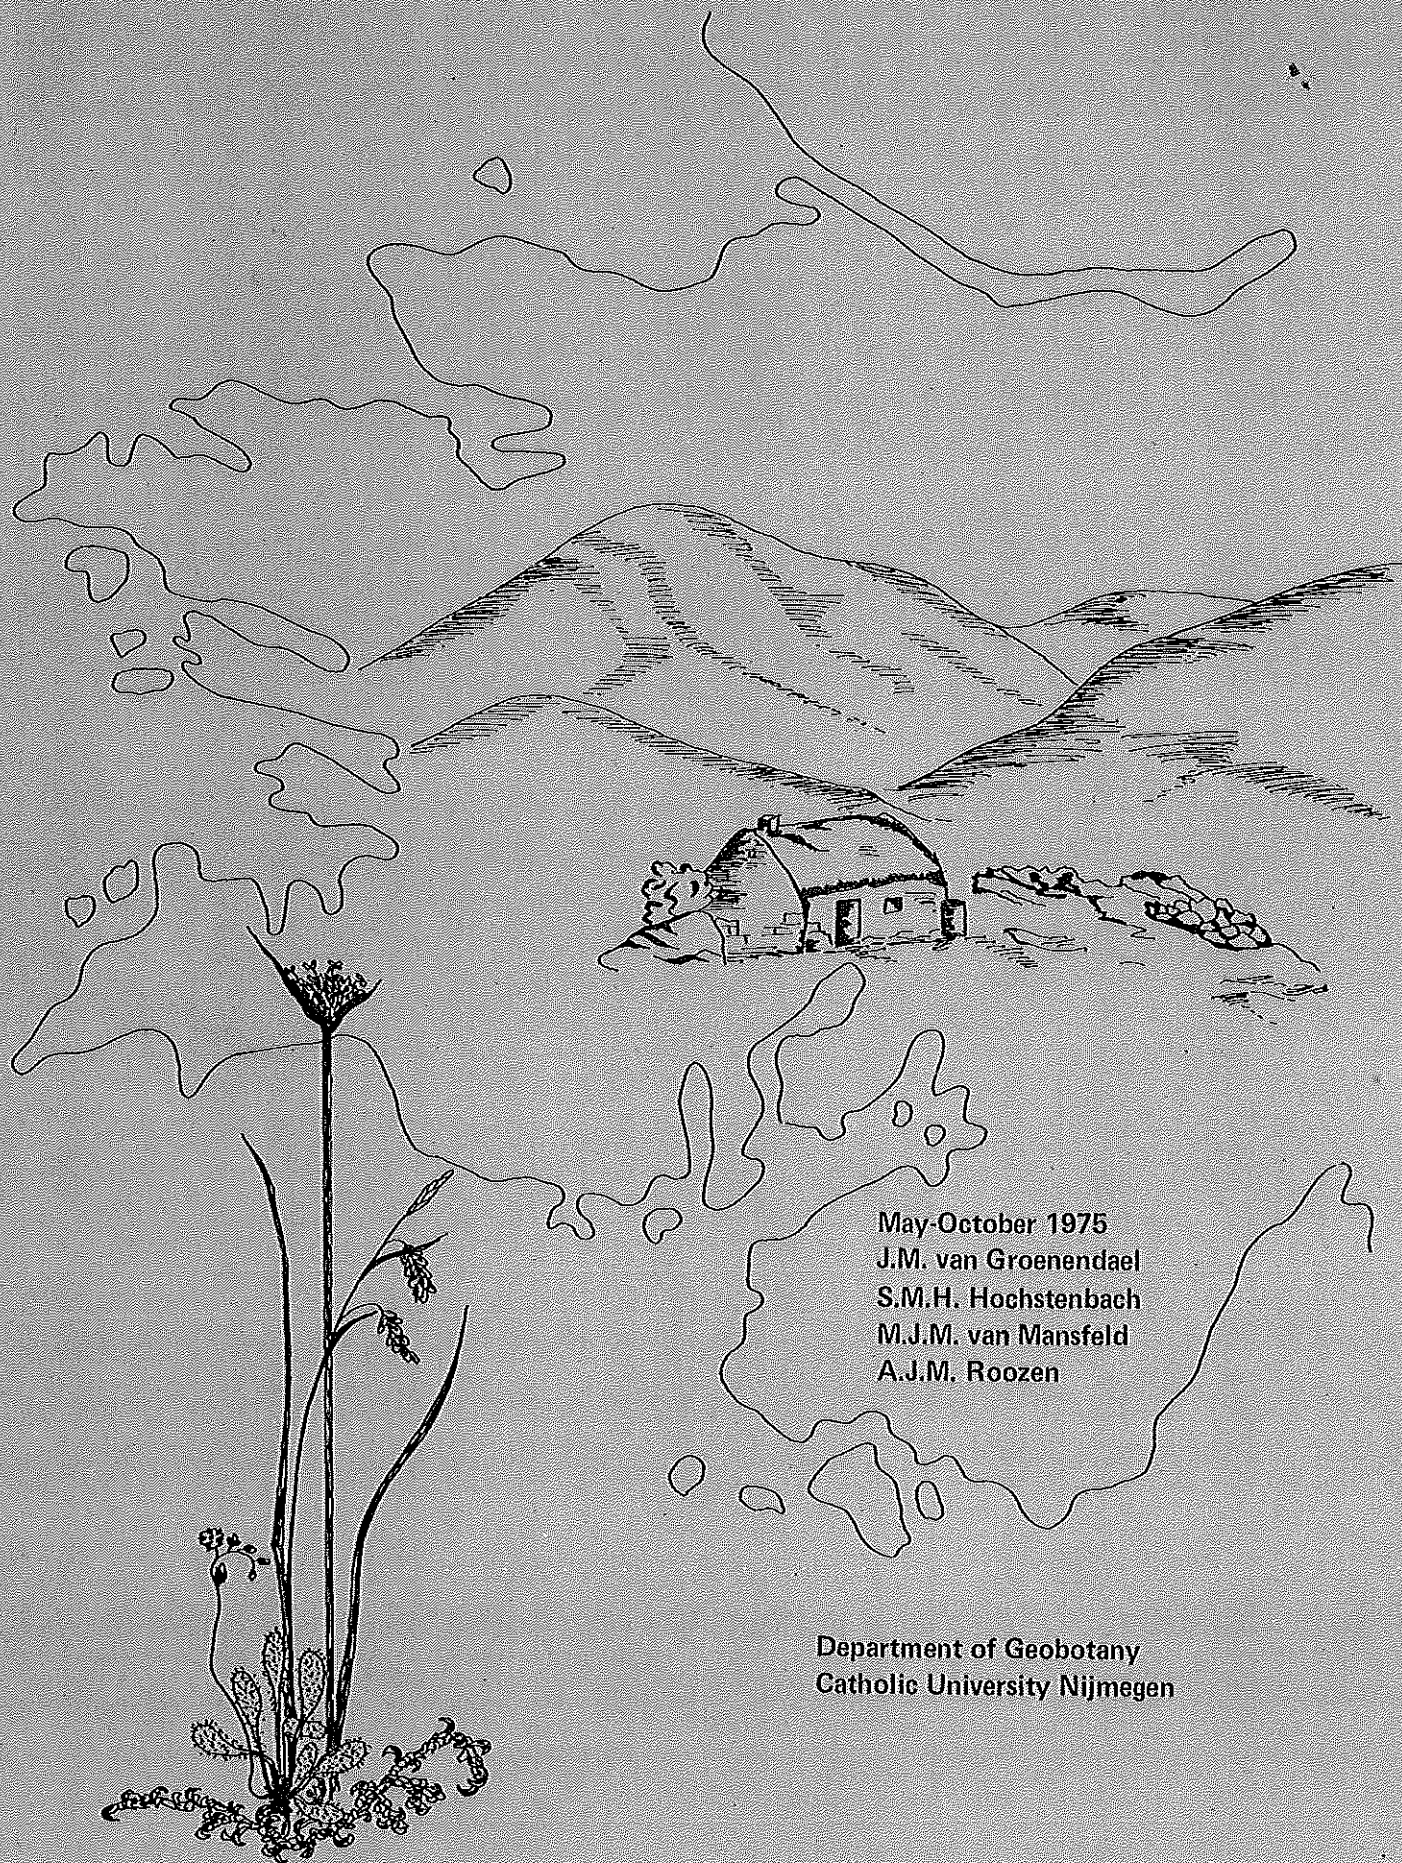 May-October 1975
J.M. van Groenendael
S.M.H. Hochstenbach
M.J.M. van Mansfeld
A.J.M. Roozen
Department of Geobotany
Catholic University Nijmegen